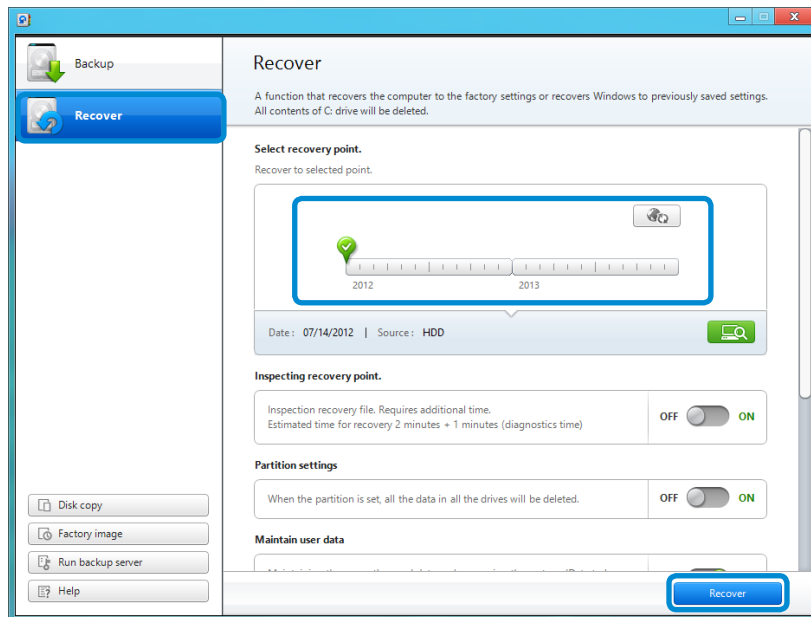 Backup
Recover
Recover
A function that recovers the computer to the factory settings or recovers Windows to previously saved settings.
All contents of C: drive will be deleted.
Select recovery point.
Recover to selected point.
2012
2013
Date : 07/14/2012 | Source : HDD
Inspecting recovery point.
Inspection recovery file. Requires additional time.
Estimated time for recovery 2 minutes + 1 minutes (diagnostics time)
OFF ON
Partition settings
When the partition is set, all the data in all the drives will be deleted.
OFF ON
Maintain user data
Disk copy
Factory image
Run backup server
Help
Recover